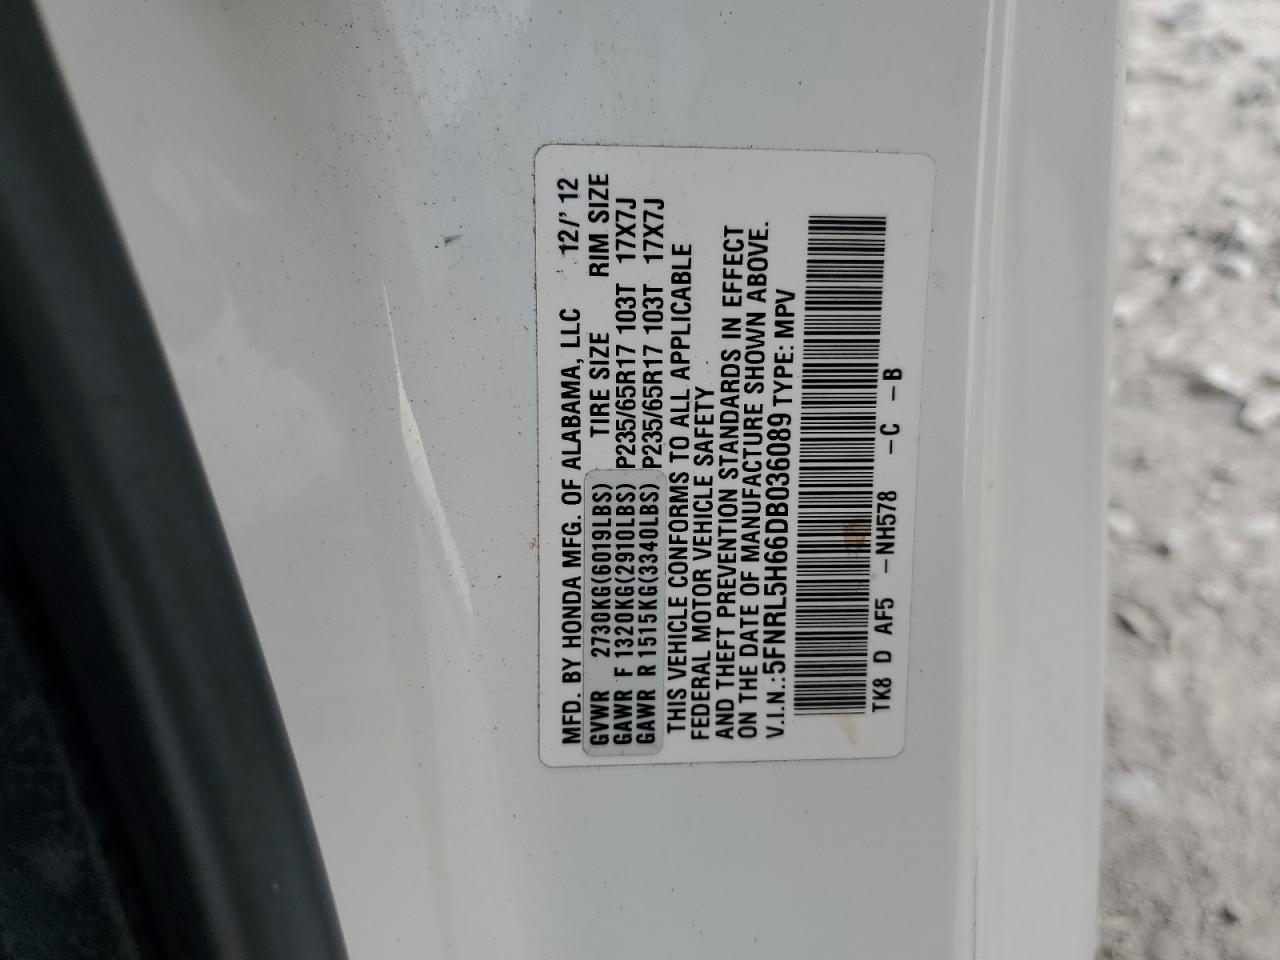 MFD. BY HONDA MFG. OF ALABAMA, LLC 12/' 12
GVWR 2730KG(6019LBS) TIRE SIZE RIM SIZE
GAWR F 1320KG(2910LBS) P235/65R17 103T 17X7J
GAWR R 1515KG(3340LBS) P235/65R17 103T 17X7J
THIS VEHICLE CONFORMS TO ALL APPLICABLE
FEDERAL MOTOR VEHICLE SAFETY
AND THEFT PREVENTION STANDARDS IN EFFECT
ON THE DATE OF MANUFACTURE SHOWN ABOVE.
V.I.N.:5FNRL5H66DB036089 TYPE: MPV
TK8 D AF5 -NH578 -C -B